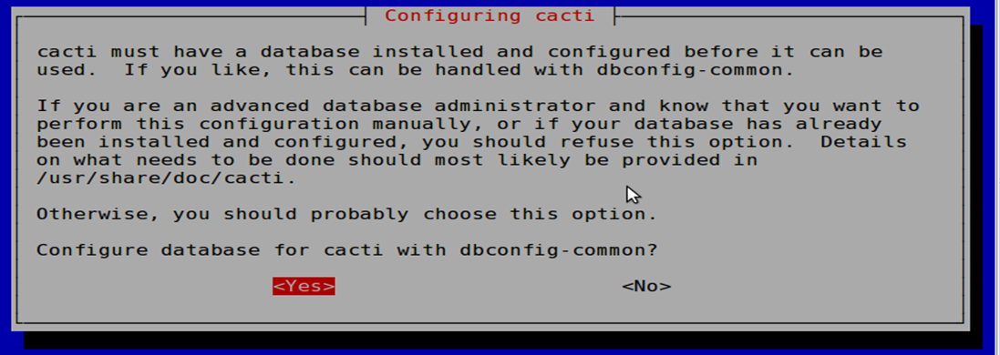 Configuring cacti
cacti must have a database installed and configured before it can be
used.  If you like, this can be handled with dbconfig-common.
If you are an advanced database administrator and know that you want to
perform this configuration manually, or if your database has already
been installed and configured, you should refuse this option.  Details
on what needs to be done should most likely be provided in
/usr/share/doc/cacti.
Otherwise, you should probably choose this option.
Configure database for cacti with dbconfig-common?
<Yes> <No>